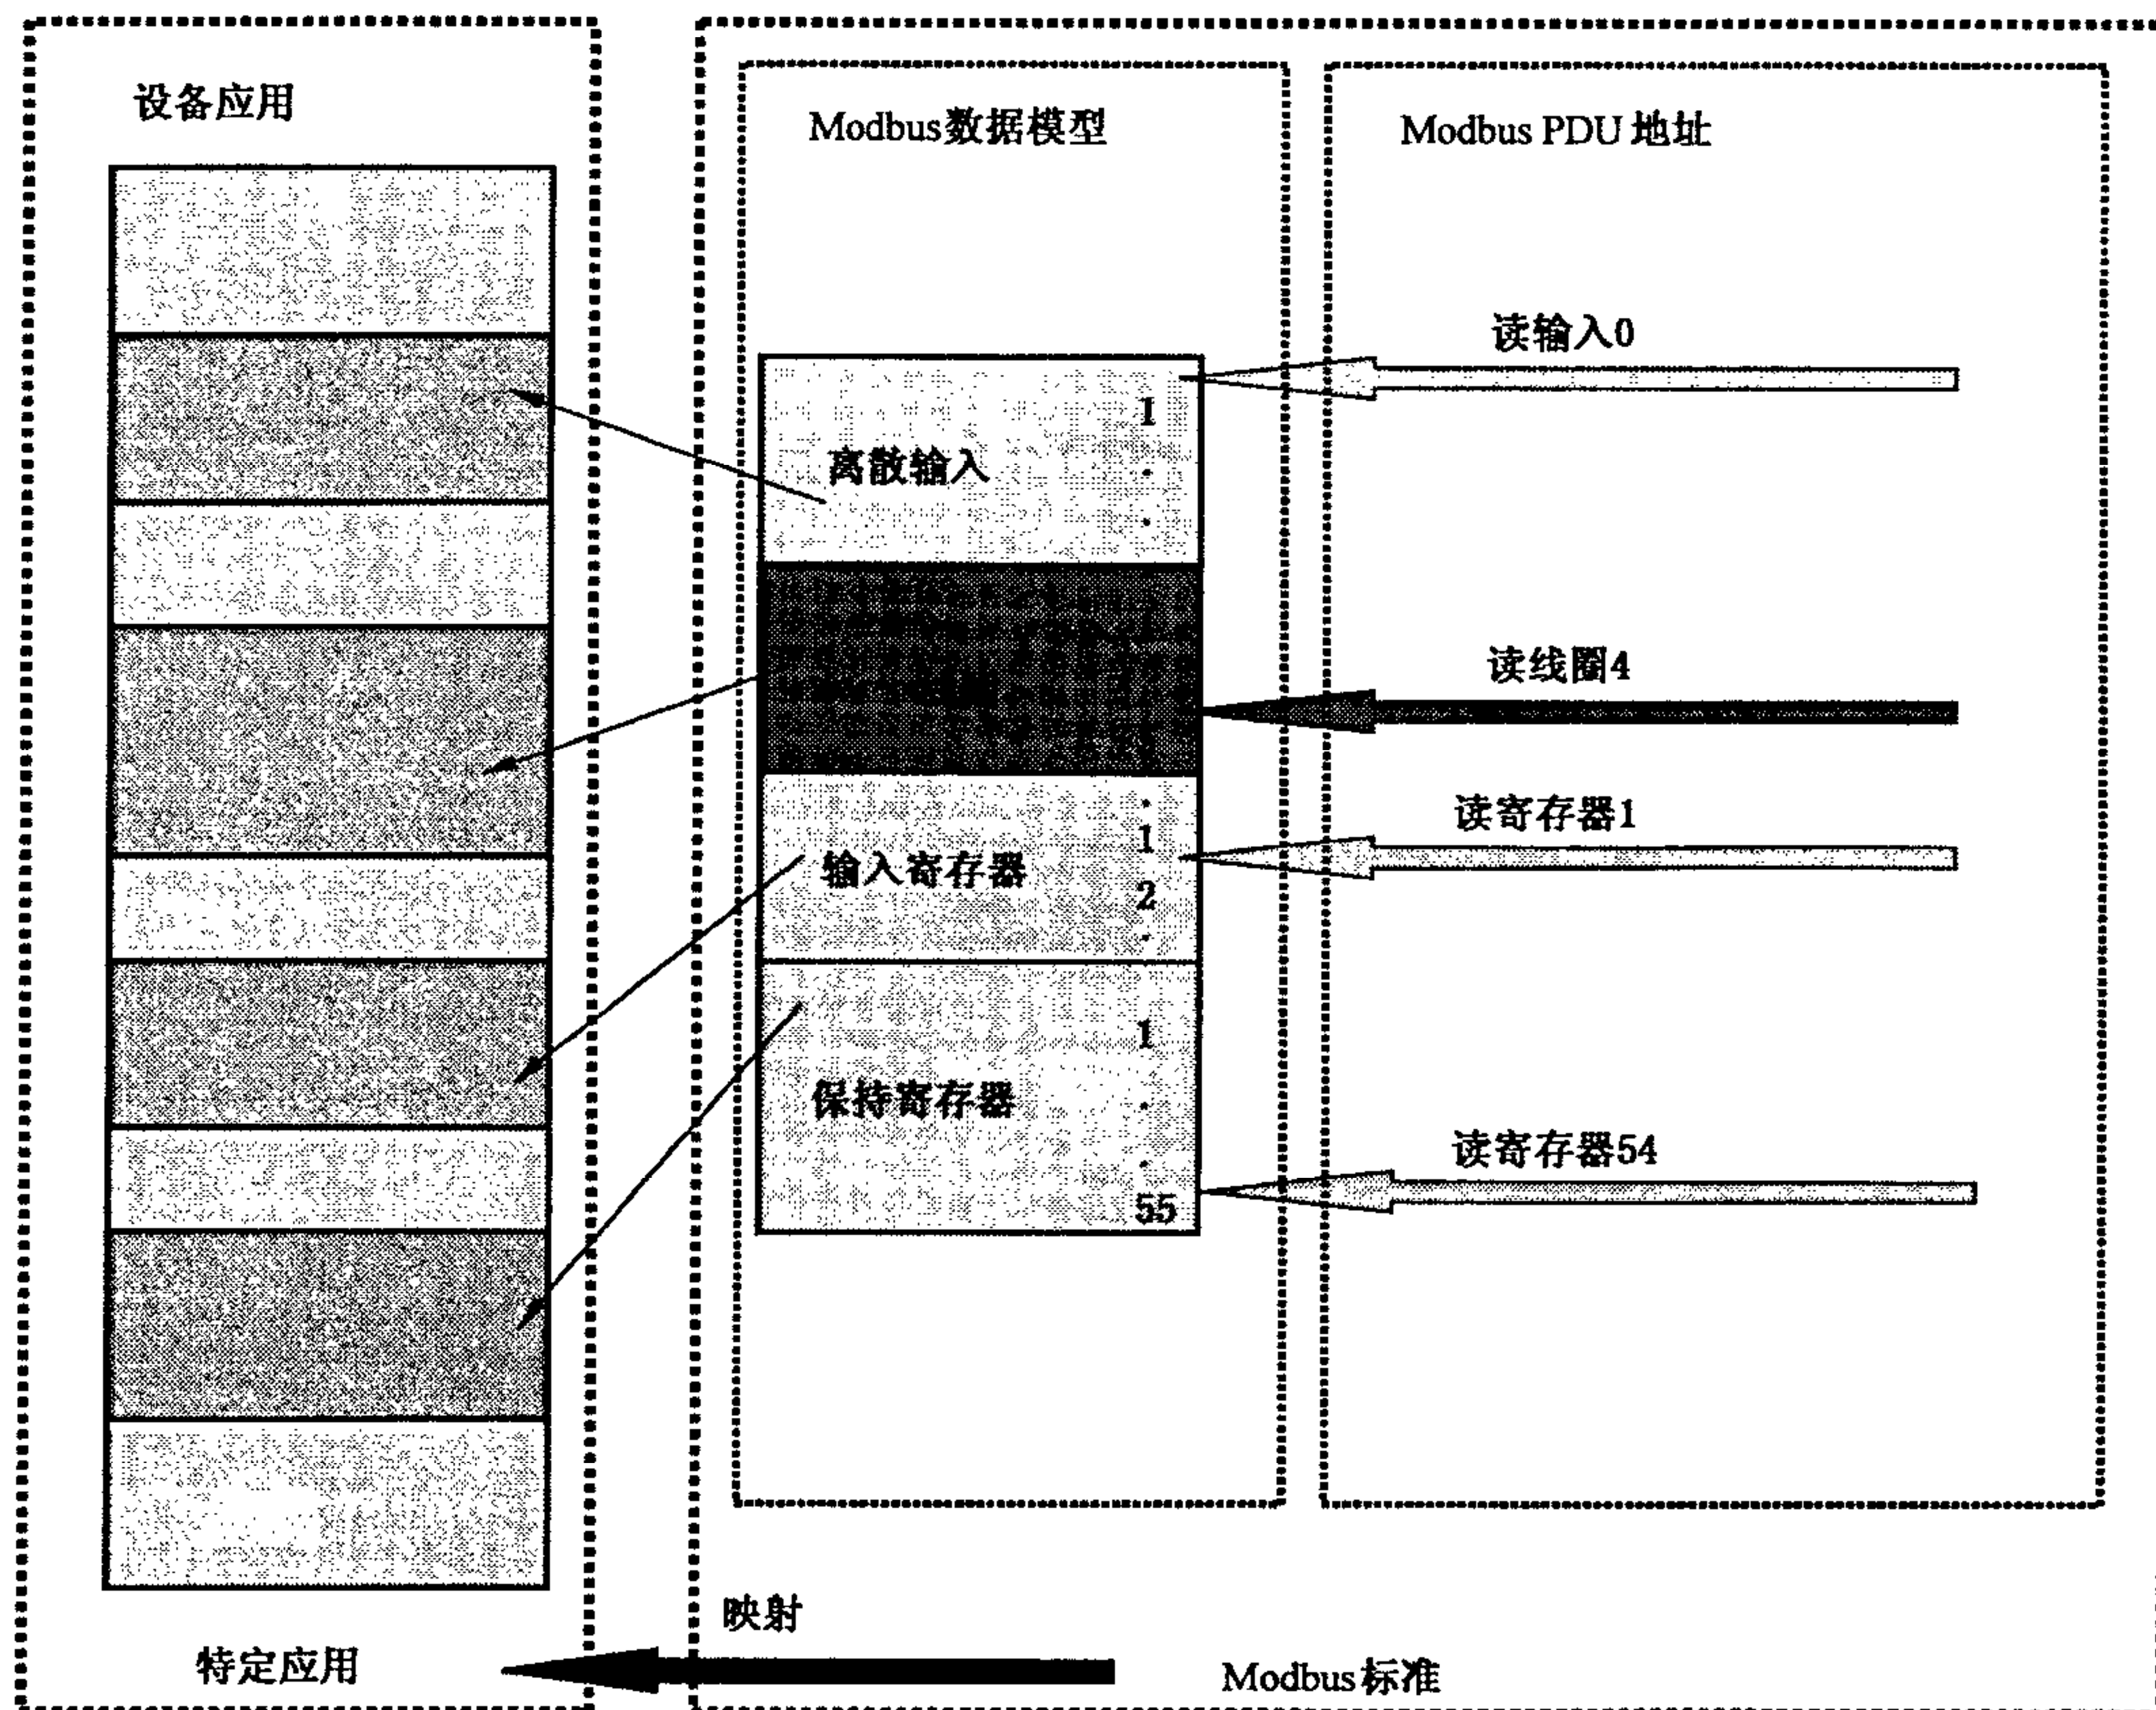 设备应用
Modbus数据模型
Modbus PDU 地址
读输入0
1
.
离散输入
.
读线圈4
.
读寄存器1
1
输入寄存器
2
.
1
保持寄存器
.
读寄存器54
.
55
映射
特定应用
Modbus标准